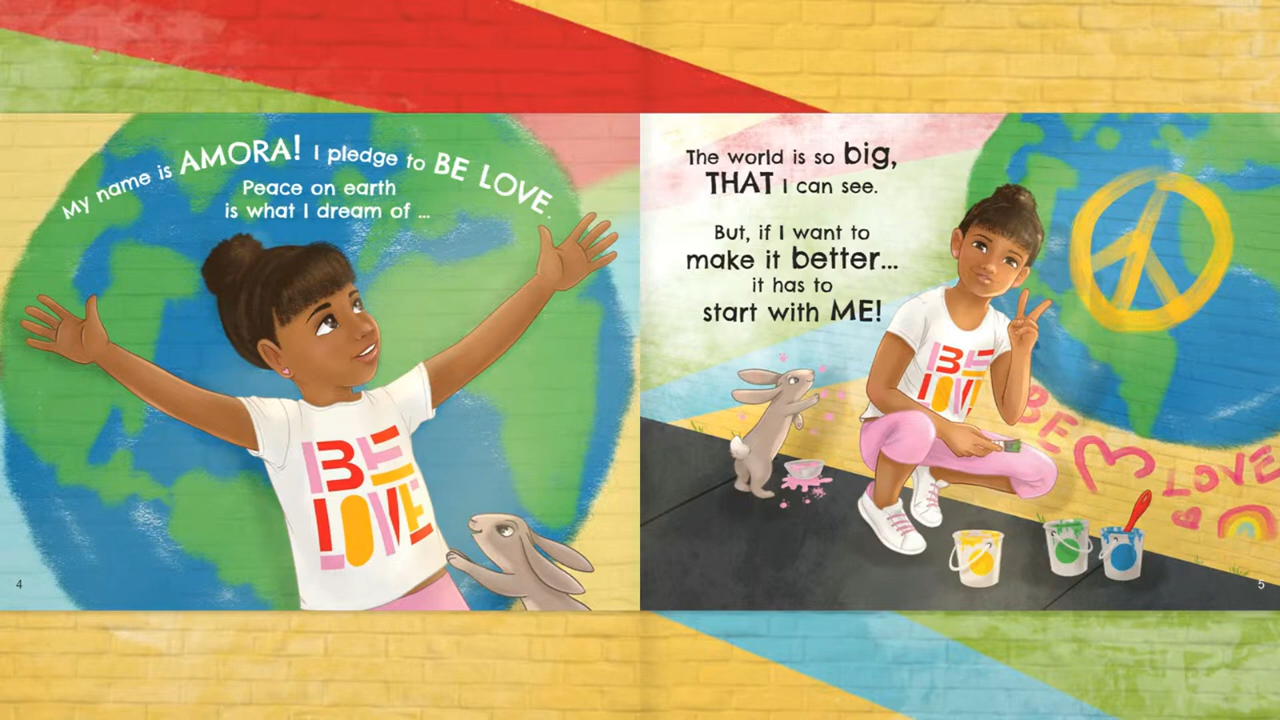 My name is AMORA! I pledge to BE LOVE.
Peace on earth
is what I dream of ...
BE
LOVE
4
The world is so big,
THAT I can see.
But, if I want to
make it better...
it has to
start with ME!
BE
LOVE
BE
LOVE
5